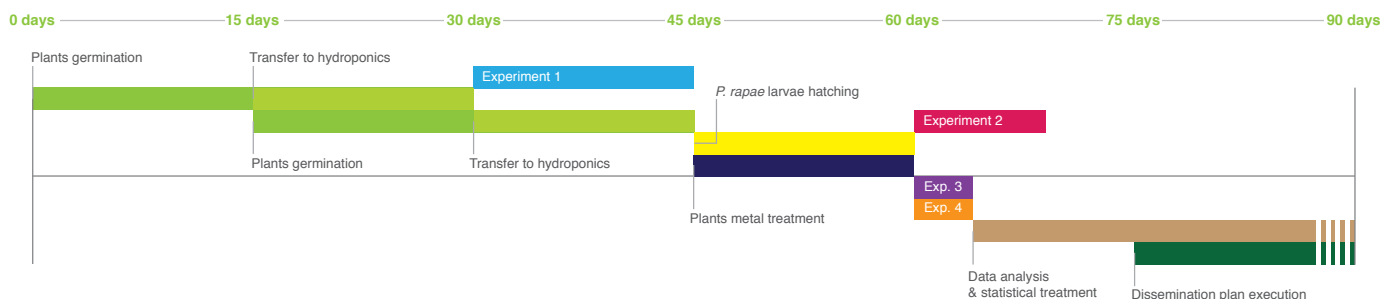 0 days 15 days 30 days 45 days 60 days 75 days 90 days
Plants germination
Transfer to hydroponics
Experiment 1
P. rapae larvae hatching
Experiment 2
Plants germination
Transfer to hydroponics
Exp. 3
Exp. 4
Plants metal treatment
Data analysis
& statistical treatment
Dissemination plan execution